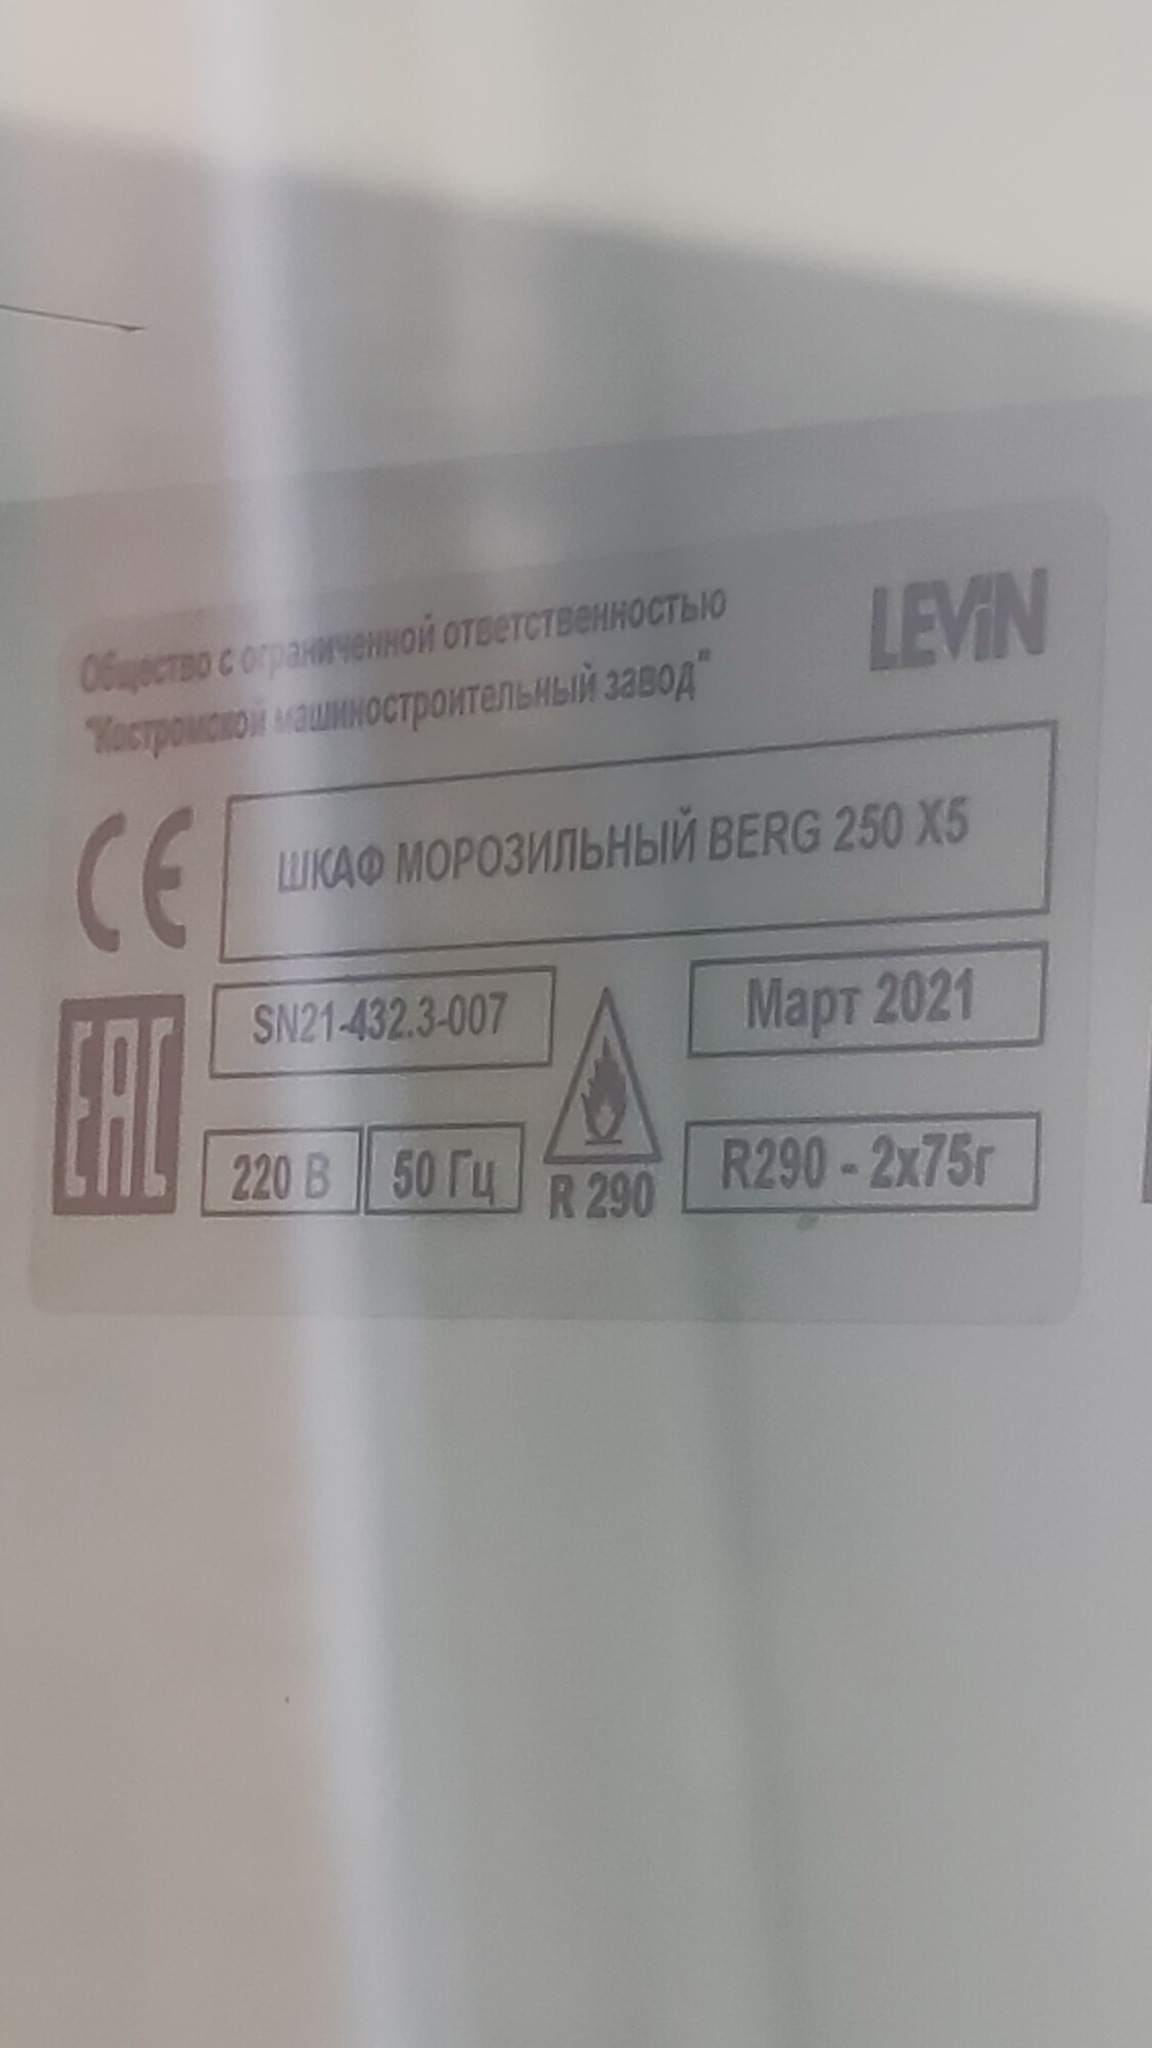 Общество с ограниченной ответственностью
"Костромской машиностроительный завод"
LEViN
CE
ШКАФ МОРОЗИЛЬНЫЙ BERG 250 X5
EAC
SN21-432.3-007
Март 2021
220 В
50 Гц
R 290
R290 - 2x75г